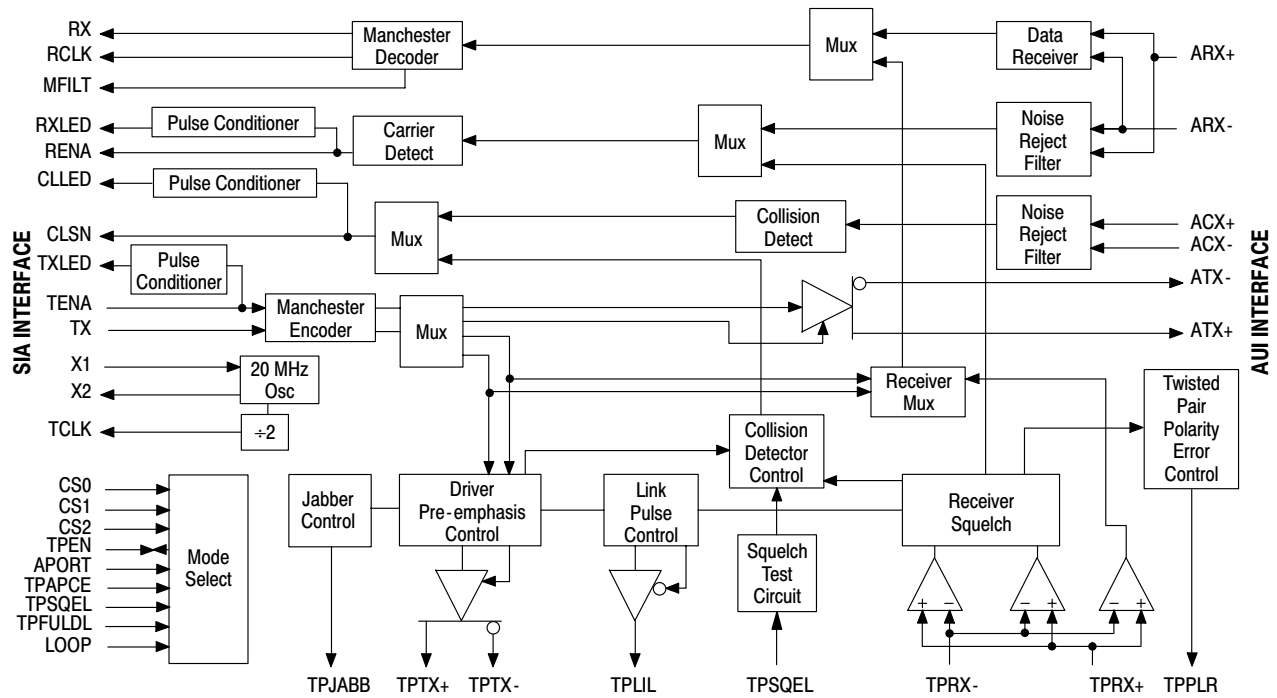 RX
RCLK
MFILT
RXLED
RENA
CLLED
CLSN
TXLED
TENA
TX
X1
X2
TCLK
CS0
CS1
CS2
TPEN
APORT
TPAPCE
TPSQEL
TPFULDL
LOOP
SIA INTERFACE
Manchester
Decoder
Mux
Data
Receiver
ARX+
Pulse Conditioner
Carrier
Detect
Mux
Noise
Reject
Filter
ARX-
Pulse Conditioner
Mux
Collision
Detect
Noise
Reject
Filter
ACX+
ACX-
Pulse
Conditioner
Manchester
Encoder
Mux
ATX-
ATX+
AUI INTERFACE
20 MHz
Osc
÷2
Receiver
Mux
Twisted
Pair
Polarity
Error
Control
Collision
Detector
Control
Mode
Select
Jabber
Control
Driver
Pre-emphasis
Control
Link
Pulse
Control
Receiver
Squelch
Squelch
Test
Circuit
+ −
− +
− +
TPJABB
TPTX+
TPTX-
TPLIL
TPSQEL
TPRX-
TPRX+
TPPLR